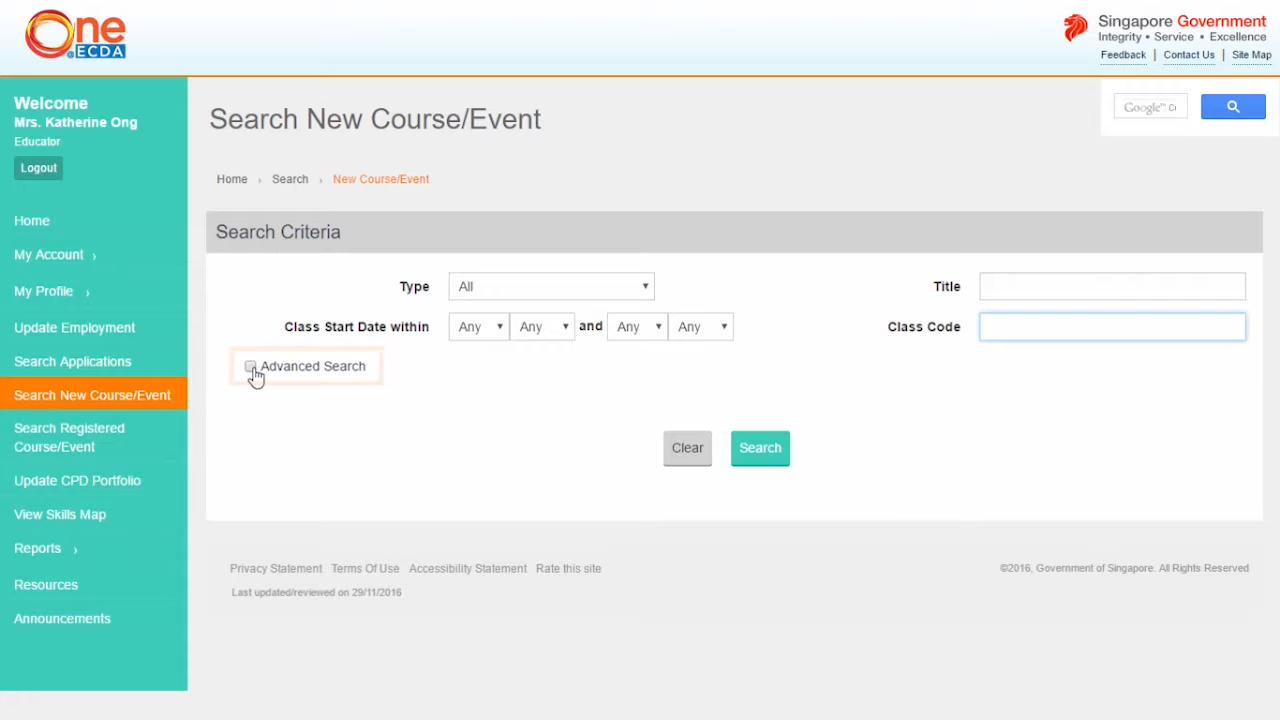 One
.ECDA
Singapore Government
Integrity • Service • Excellence
Feedback | Contact Us | Site Map
Welcome
Mrs. Katherine Ong
Educator
Logout
Home
My Account ›
My Profile ›
Update Employment
Search Applications
Search New Course/Event
Search Registered
Course/Event
Update CPD Portfolio
View Skills Map
Reports ›
Resources
Announcements
Search New Course/Event
Google™ Cu
Home › Search › New Course/Event
Search Criteria
Type All Title
Class Start Date within Any Any and Any Any Class Code
Advanced Search
Clear Search
Privacy Statement Terms Of Use Accessibility Statement Rate this site
©2016, Government of Singapore. All Rights Reserved
Last updated/reviewed on 29/11/2016